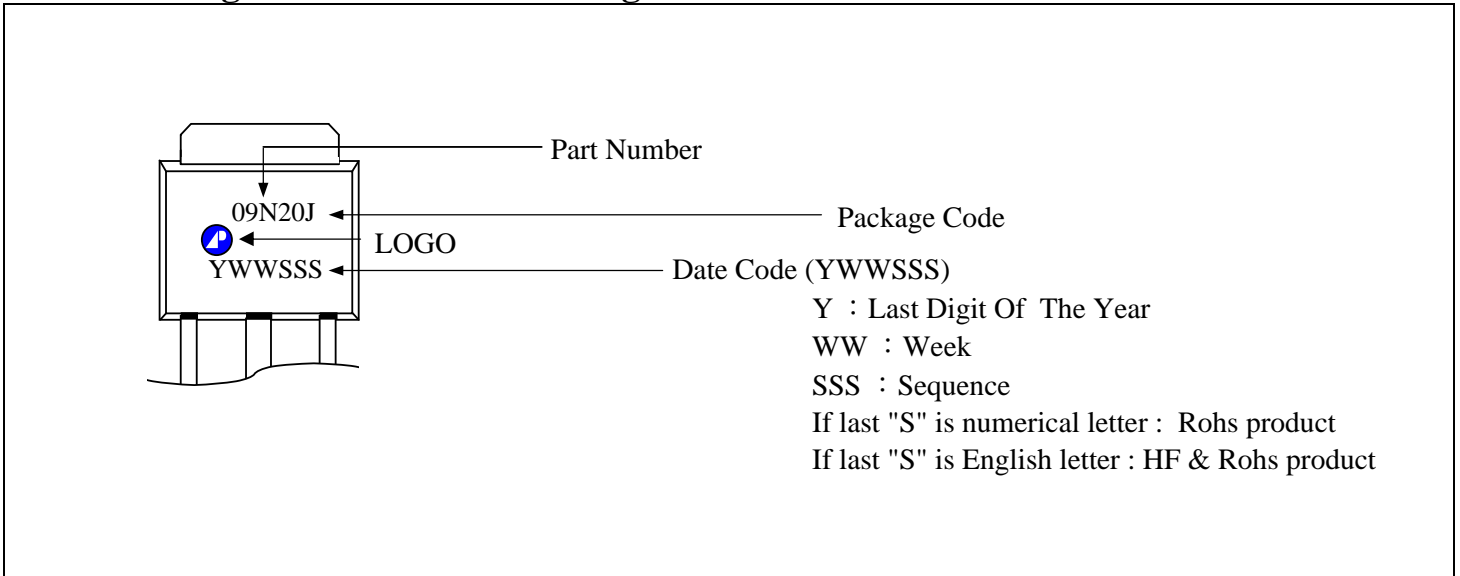 Part Number
09N20J
Package Code
LOGO
YWWSSS
Date Code (YWWSSS)
Y ：Last Digit Of The Year
WW ：Week
SSS ：Sequence
If last "S" is numerical letter : Rohs product
If last "S" is English letter : HF & Rohs product